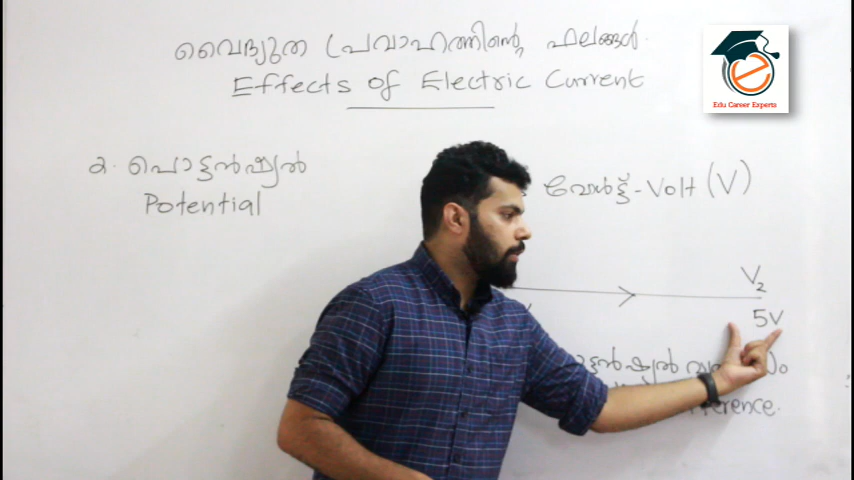 വൈദ്യുത പ്രവാഹത്തിന്റെ ഫലങ്ങൾ
Effects of Electric Current
Edu Career Experts
2. പൊട്ടൻഷ്യൽ
Potential
വോൾട്ട് - Volt (V)
V₂
5V